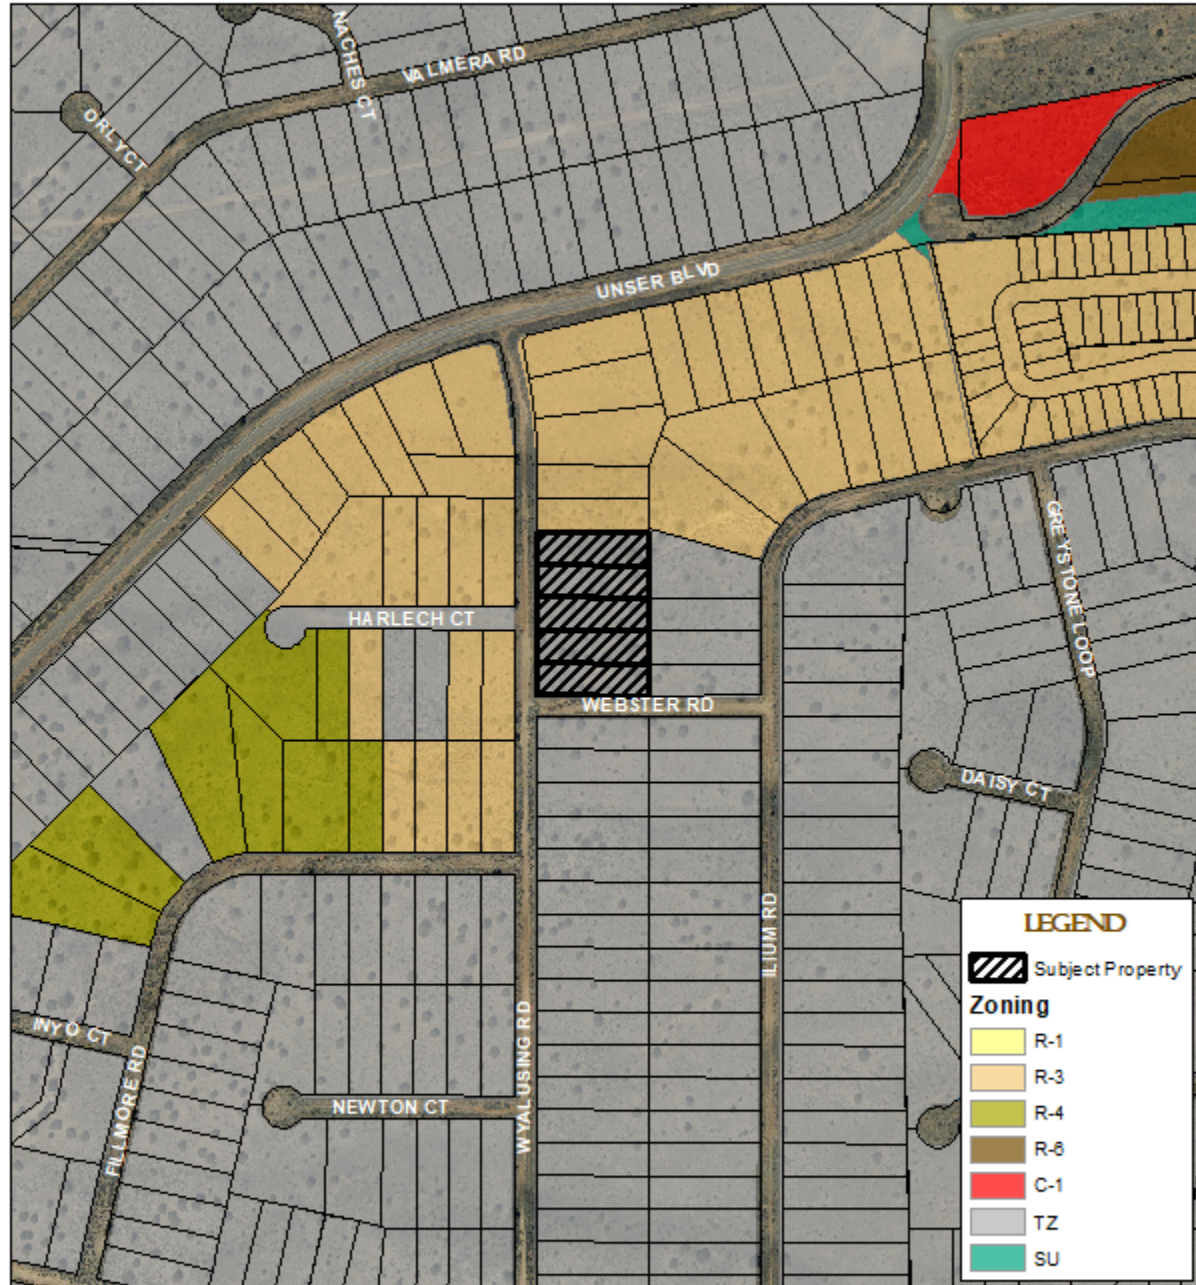 NACHES CT
VALMERA RD
ORLY CT
UNSER BLVD
GREYSTONE LOOP
HARLECH CT
WEBSTER RD
DAISY CT
ILIUM RD
INYO CT
FILLMORE RD
WYALUSING RD
NEWTON CT
LEGEND
Subject Property
Zoning
R-1
R-3
R-4
R-6
C-1
TZ
SU